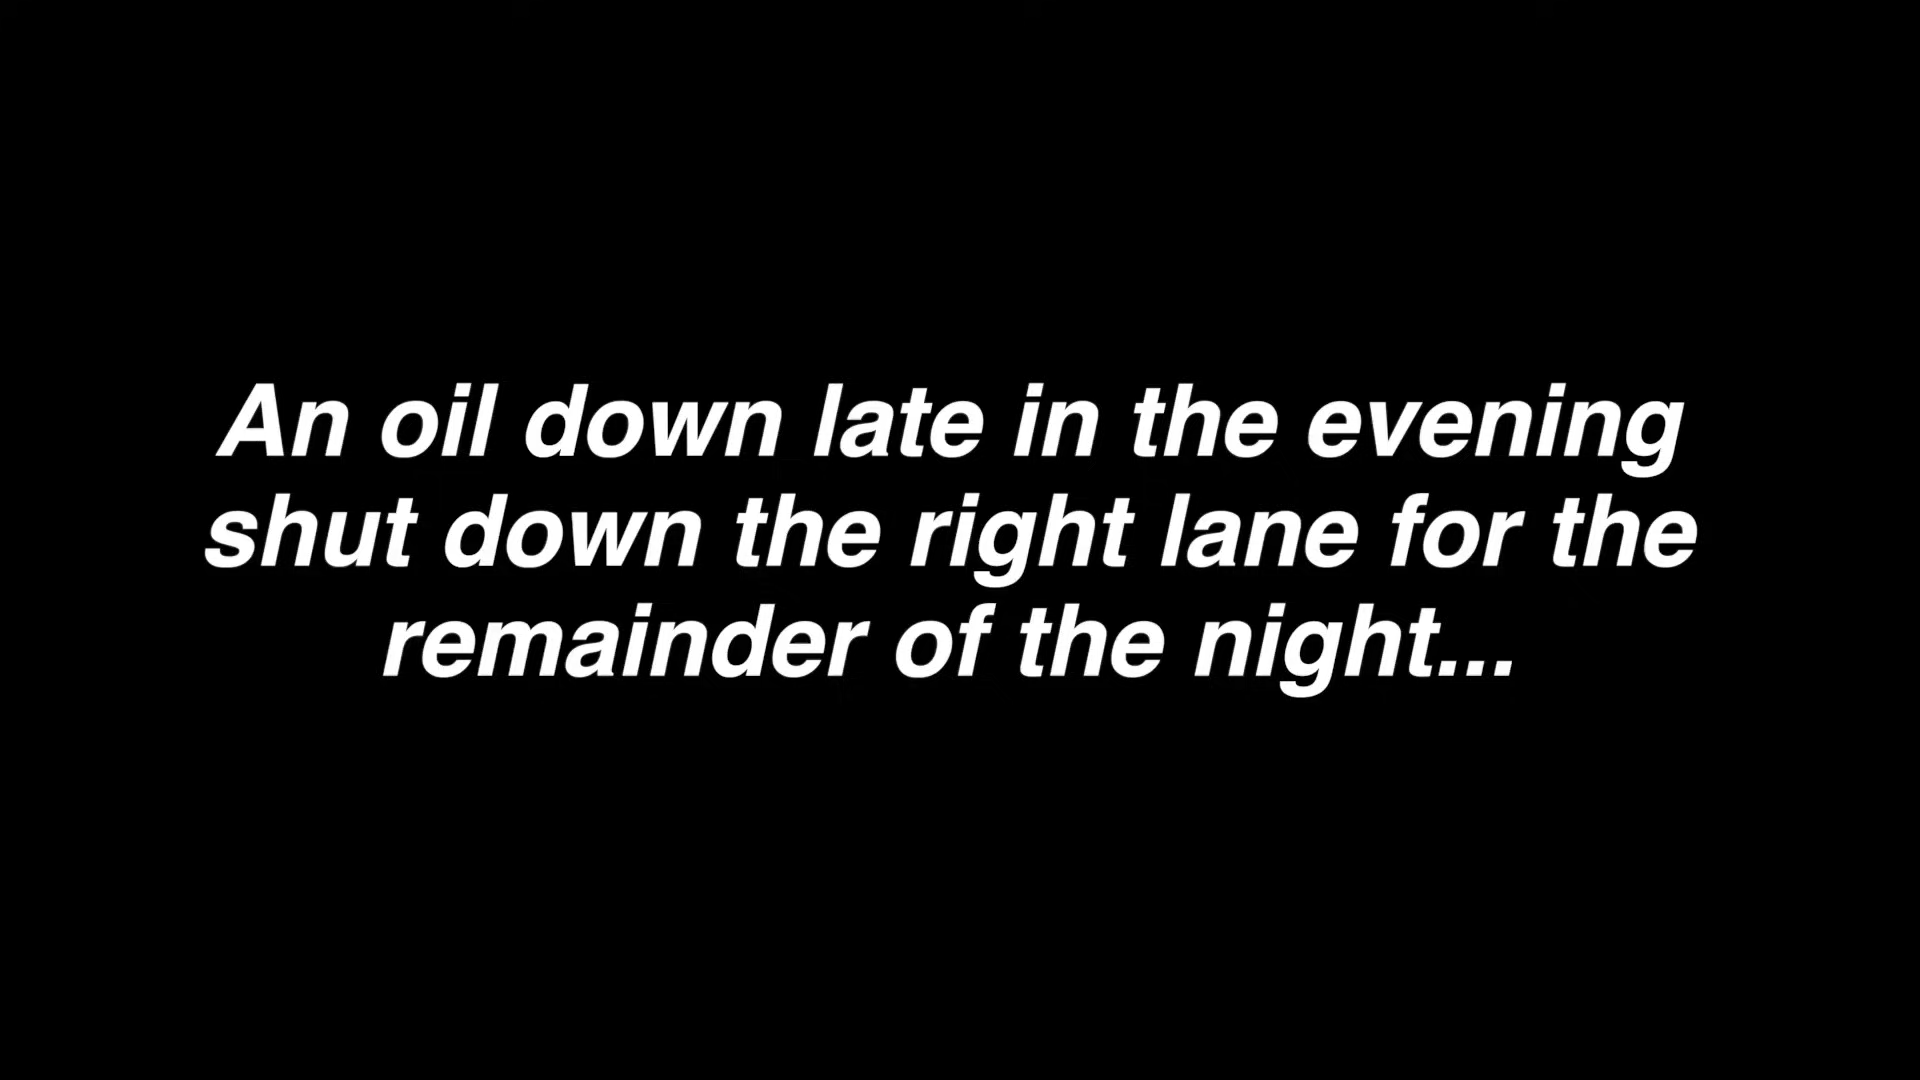 An oil down late in the evening
shut down the right lane for the
remainder of the night...